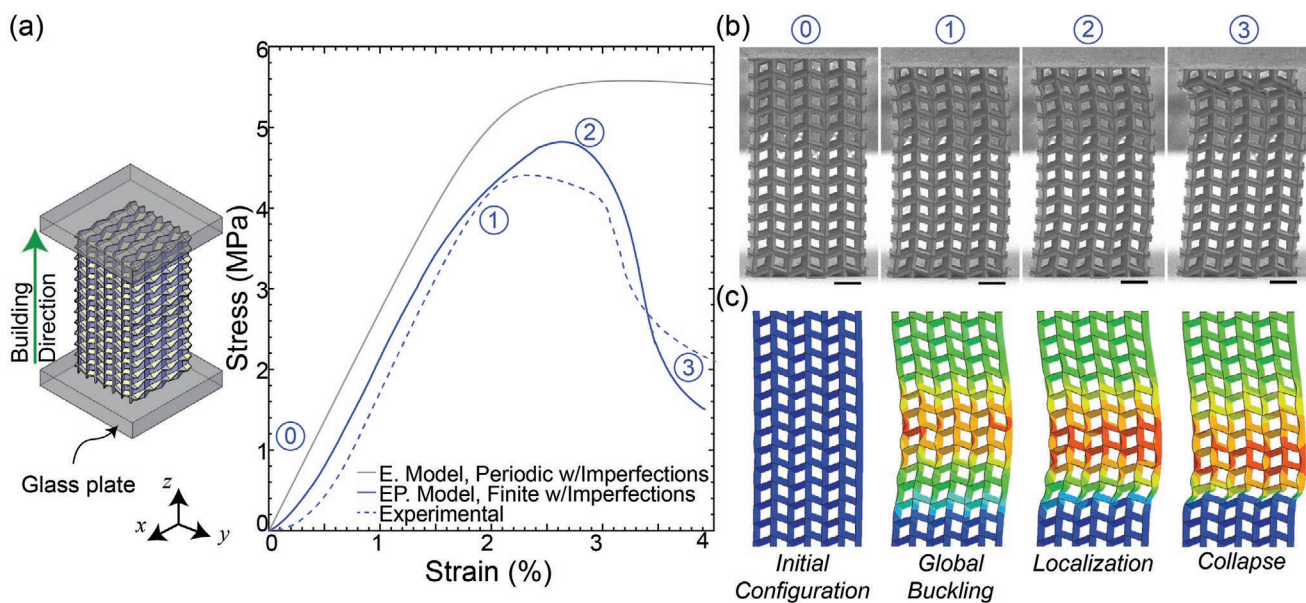 (a)
6
5
4
3
2
1
0
Stress (MPa)
0
1
2
3
4
Strain (%)
⓪
①
②
③
E. Model, Periodic w/Imperfections
EP. Model, Finite w/Imperfections
Experimental
Building
Direction
Glass plate
z
x
y
(b)
⓪
①
②
③
(c)
Initial
Configuration
Global
Buckling
Localization
Collapse